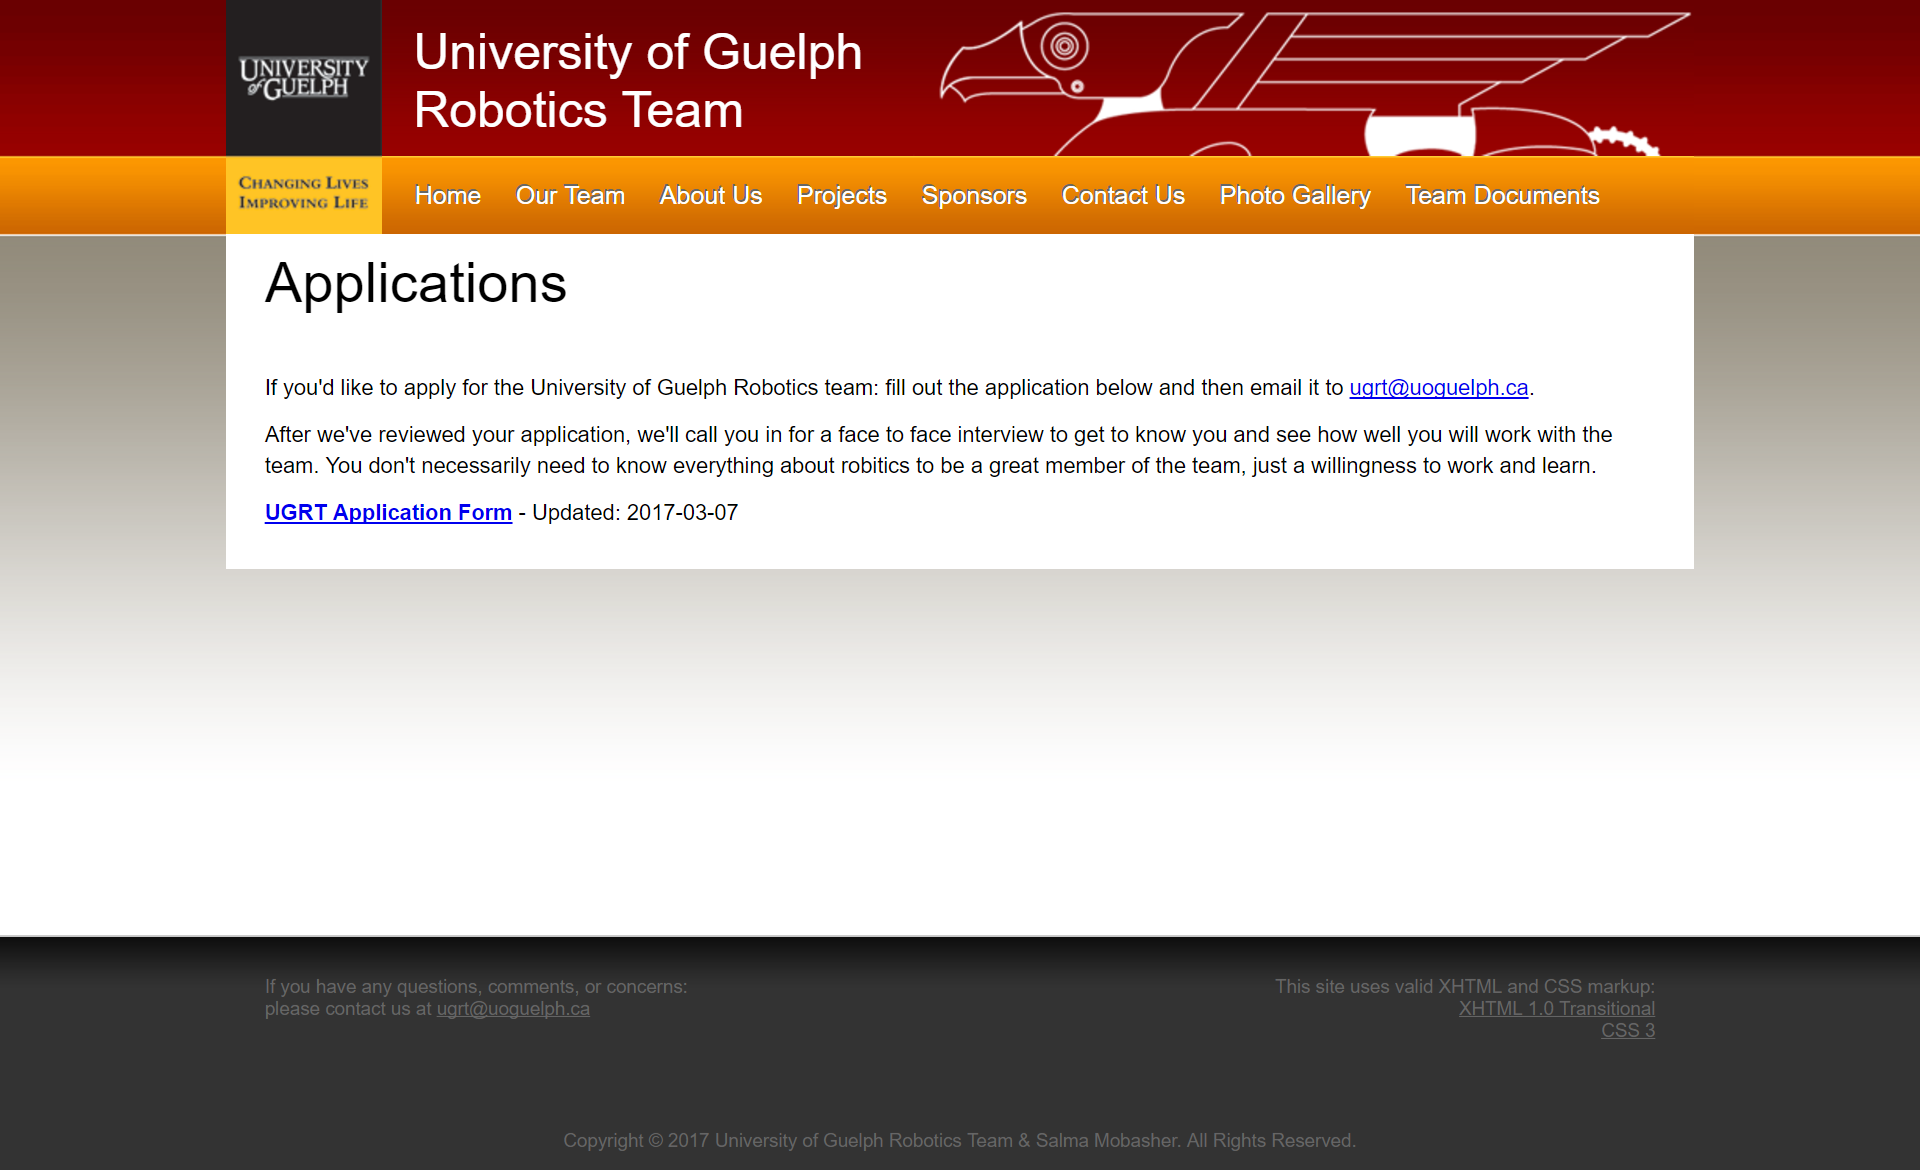 UNIVERSITY
of GUELPH
University of Guelph
Robotics Team
CHANGING LIVES
IMPROVING LIFE
Home Our Team About Us Projects Sponsors Contact Us Photo Gallery Team Documents
Applications
If you'd like to apply for the University of Guelph Robotics team: fill out the application below and then email it to ugrt@uoguelph.ca.
After we've reviewed your application, we'll call you in for a face to face interview to get to know you and see how well you will work with the
team. You don't necessarily need to know everything about robitics to be a great member of the team, just a willingness to work and learn.
UGRT Application Form - Updated: 2017-03-07
If you have any questions, comments, or concerns:
please contact us at ugrt@uoguelph.ca
This site uses valid XHTML and CSS markup:
XHTML 1.0 Transitional
CSS 3
Copyright © 2017 University of Guelph Robotics Team & Salma Mobasher. All Rights Reserved.